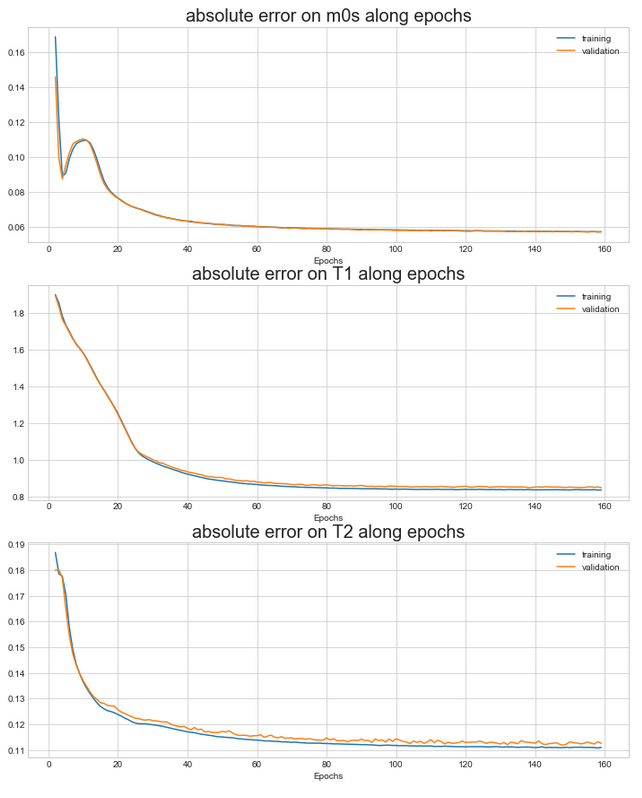 absolute error on m0s along epochs
0.16
0.14
0.12
0.10
0.08
0.06
training
validation
0 20 40 60 80 100 120 140 160
Epochs
absolute error on T1 along epochs
1.8
1.6
1.4
1.2
1.0
0.8
training
validation
0 20 40 60 80 100 120 140 160
Epochs
absolute error on T2 along epochs
0.19
0.18
0.17
0.16
0.15
0.14
0.13
0.12
0.11
training
validation
0 20 40 60 80 100 120 140 160
Epochs